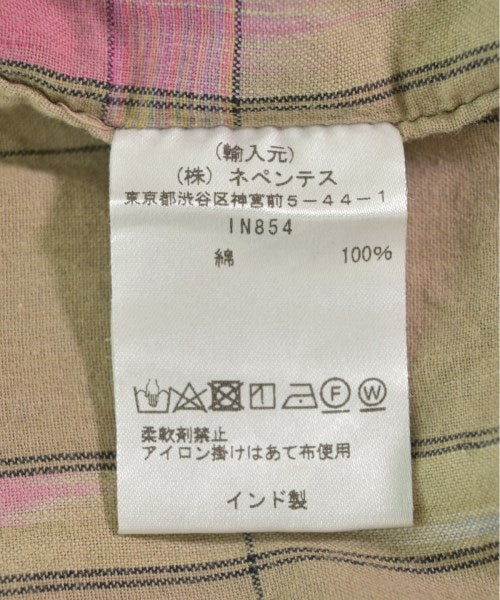 (輸入元)
(株) ネペンテス
東京都渋谷区神宮前5-44-1
IN854
綿 100%
F W
柔軟剤禁止
アイロン掛けはあて布使用
インド製